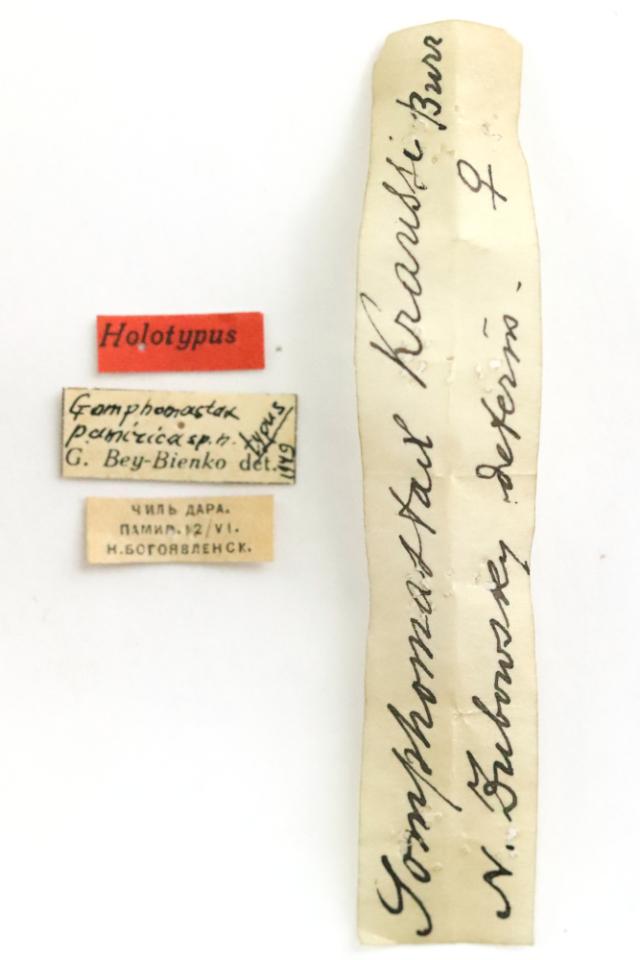 Holotypus
Gomphomastax
pamirica sp. n. typus
G. Bey-Bienko det. 1949
ЧИЛЬ ДАРА.
ПАМИР. 12/VI.
Н.БОГОЯВЛЕНСК.
Gomphomastax Kraussi Burr
N. Zubowsky determ. ♀